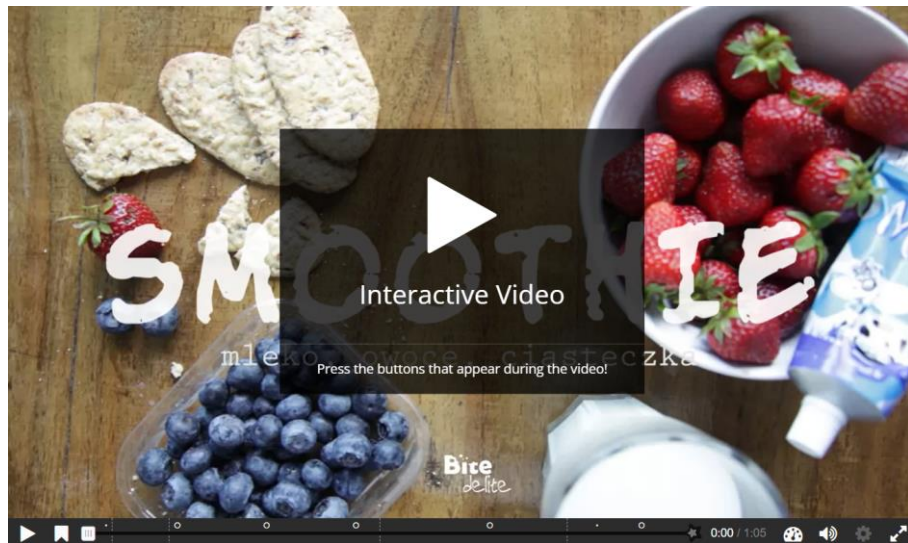 SMOOTHIE
Interactive Video
mleko, owoce, ciasteczka
Press the buttons that appear during the video!
Bite
delite
0:00 / 1:05